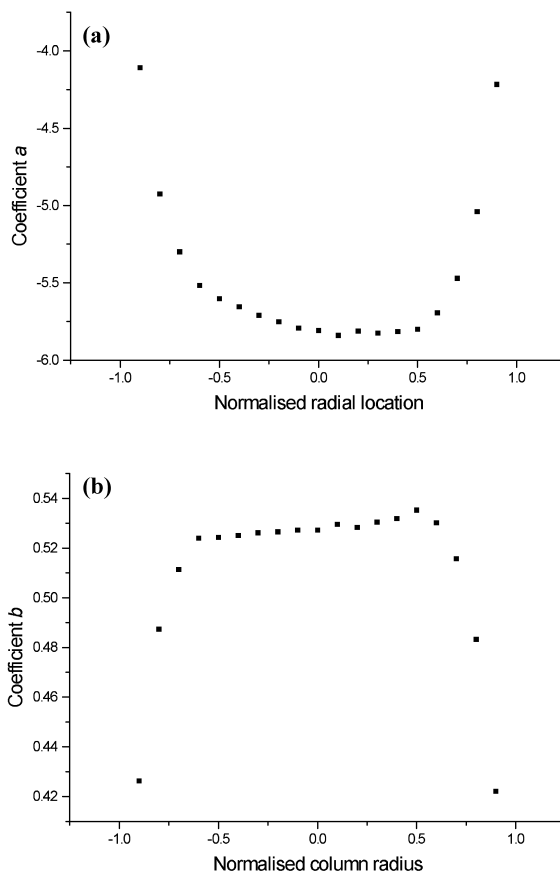 (a)
-4.0
-4.5
-5.0
-5.5
-6.0
Coefficient a
-1.0 -0.5 0.0 0.5 1.0
Normalised radial location
(b)
0.54
0.52
0.50
0.48
0.46
0.44
0.42
Coefficient b
-1.0 -0.5 0.0 0.5 1.0
Normalised column radius